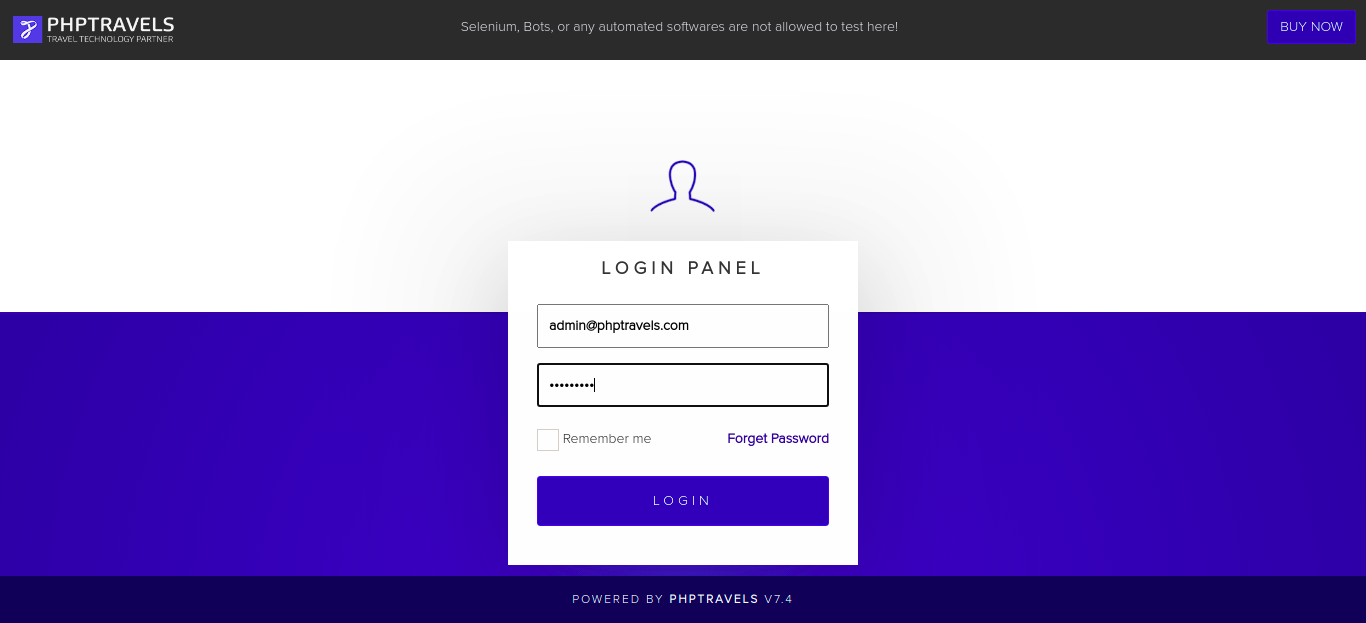 PHPTRAVELS
TRAVEL TECHNOLOGY PARTNER
Selenium, Bots, or any automated softwares are not allowed to test here!
BUY NOW
LOGIN PANEL
admin@phptravels.com
•••••••••
Remember me
Forget Password
LOGIN
POWERED BY PHPTRAVELS V7.4